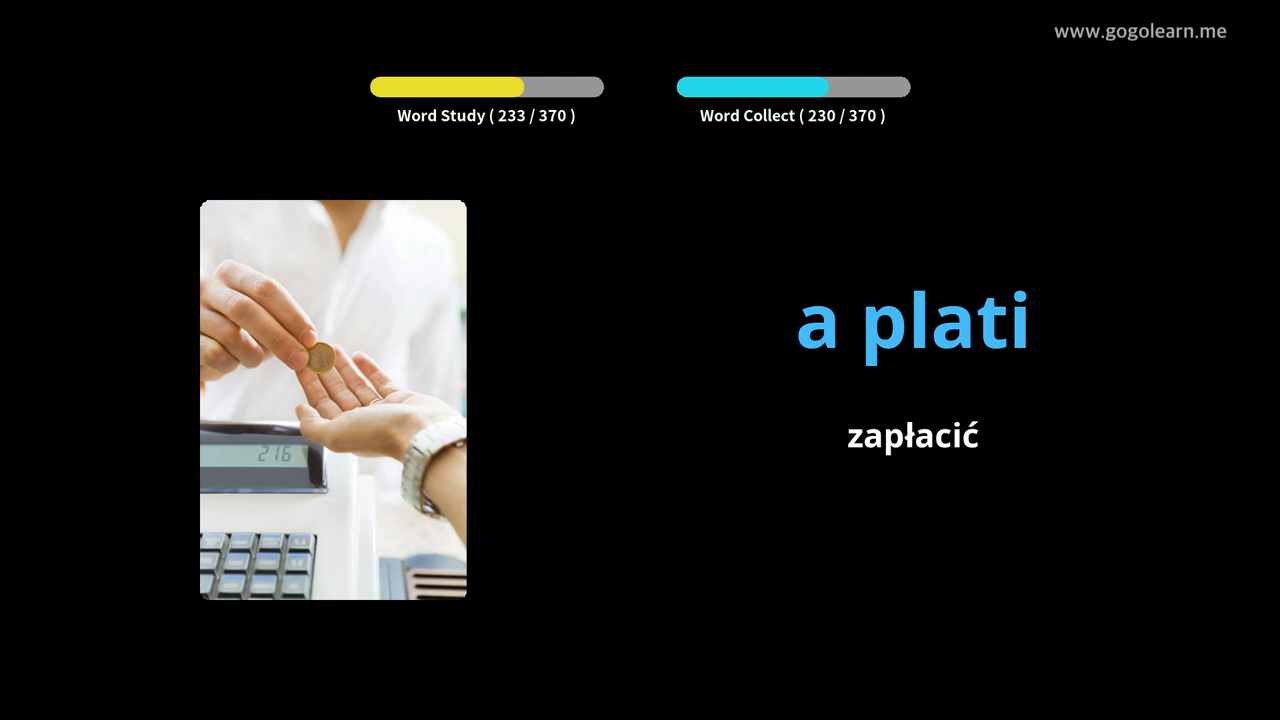 www.gogolearn.me
Word Study ( 233 / 370 )
Word Collect ( 230 / 370 )
a plati
zapłacić
216